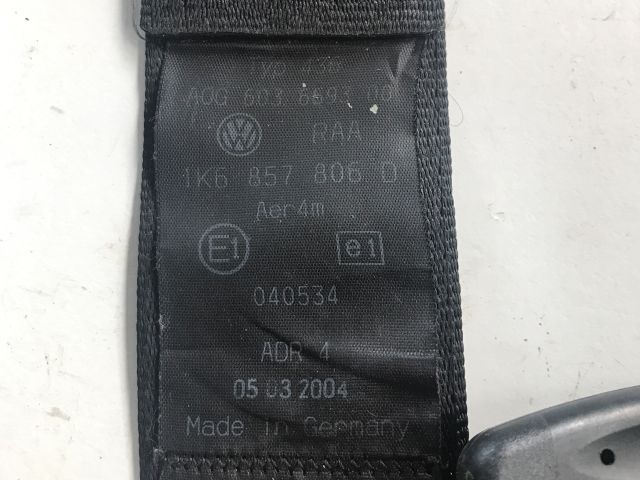 RAA
1K6 857 806 D
Aer4m
E1 e1
040534
ADR 4
05 03 2004
Made in Germany